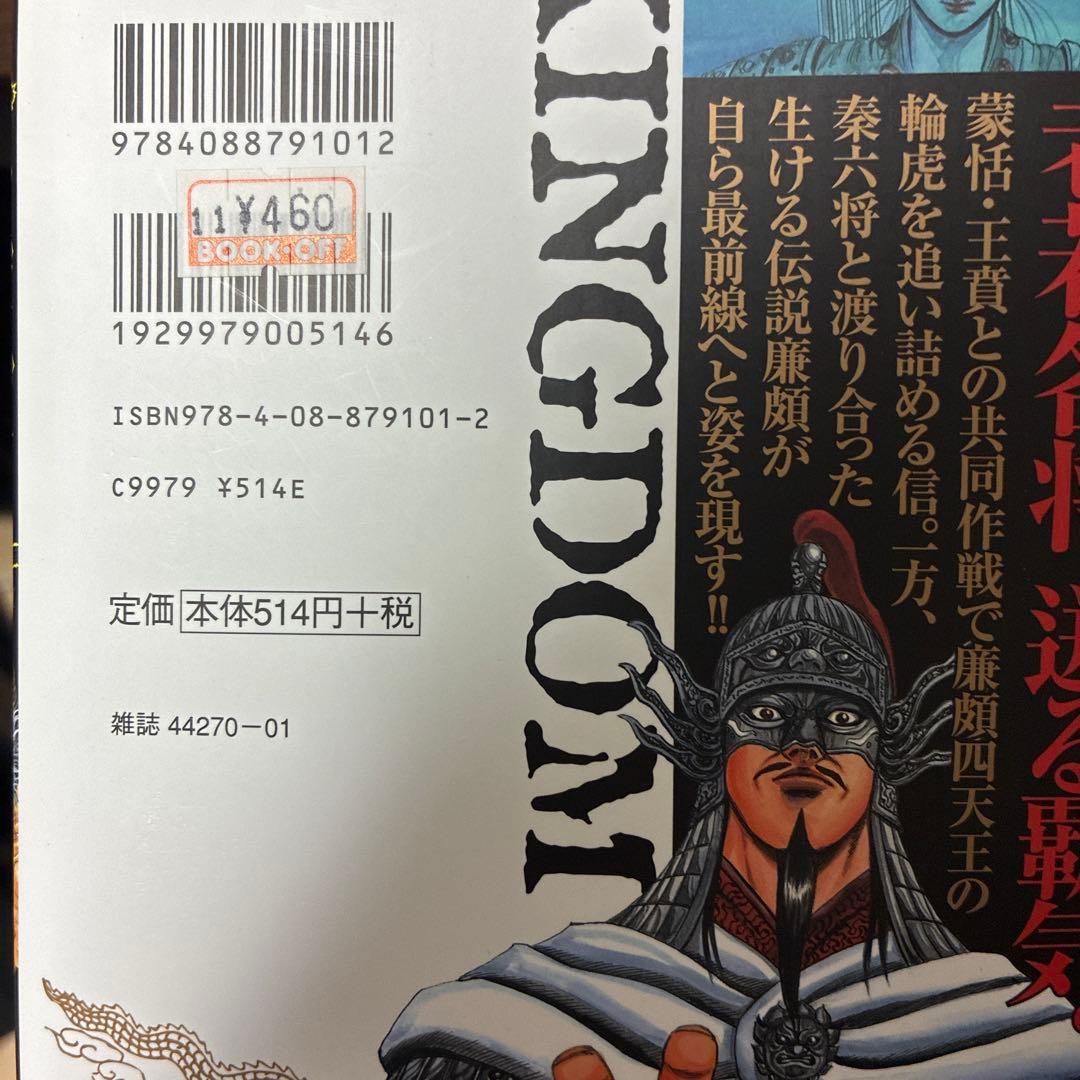 9784088791012
11 ¥460
BOOK・OFF
1929979005146
ISBN978-4-08-879101-2
C9979 ¥514E
定価 本体514円+税
雑誌 44270-01
KINGDOM
蒙恬・王賁との共同作戦で廉頗四天王の
輪虎を追い詰める信。一方、
秦六将と渡り合った
生ける伝説廉頗が
自ら最前線へと姿を現す!!